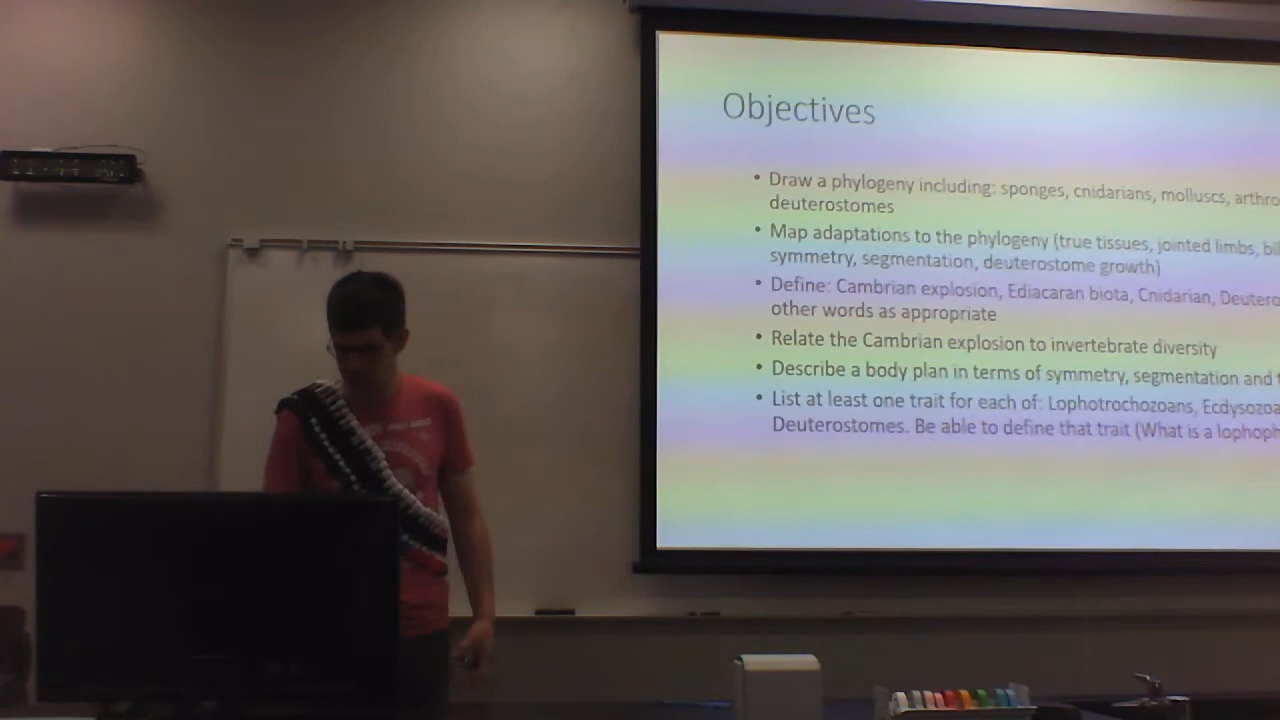 Objectives
• Draw a phylogeny including: sponges, cnidarians, molluscs, arthro
deuterostomes
• Map adaptations to the phylogeny (true tissues, jointed limbs, bil
symmetry, segmentation, deuterostome growth)
• Define: Cambrian explosion, Ediacaran biota, Cnidarian, Deutero
other words as appropriate
• Relate the Cambrian explosion to invertebrate diversity
• Describe a body plan in terms of symmetry, segmentation and t
• List at least one trait for each of: Lophotrochozoans, Ecdysozoa
Deuterostomes. Be able to define that trait (What is a lophoph